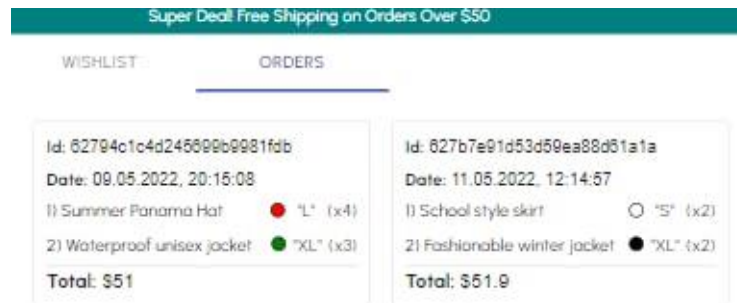 Super Deal! Free Shipping on Orders Over $50
WISHLIST ORDERS
Id: 62794c1c4d245699b9981fdb
Date: 09.05.2022, 20:15:08
1) Summer Panama Hat "L" (x4)
2) Waterproof unisex jacket "XL" (x3)
Total: $51
Id: 627b7e91d53d59ea88d61a1a
Date: 11.05.2022, 12:14:57
1) School style skirt "S" (x2)
2) Fashionable winter jacket "XL" (x2)
Total: $51.9